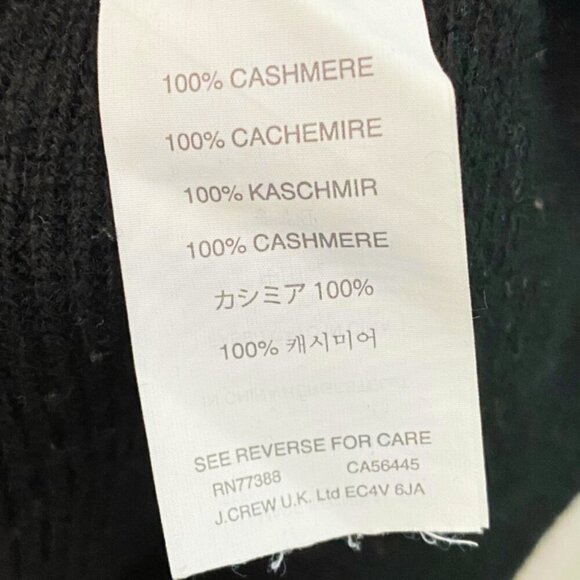 100% CASHMERE
100% CACHEMIRE
100% KASCHMIR
100% CASHMERE
カシミア 100%
100% 캐시미어
SEE REVERSE FOR CARE
RN77388 CA56445
J.CREW U.K. Ltd EC4V 6JA